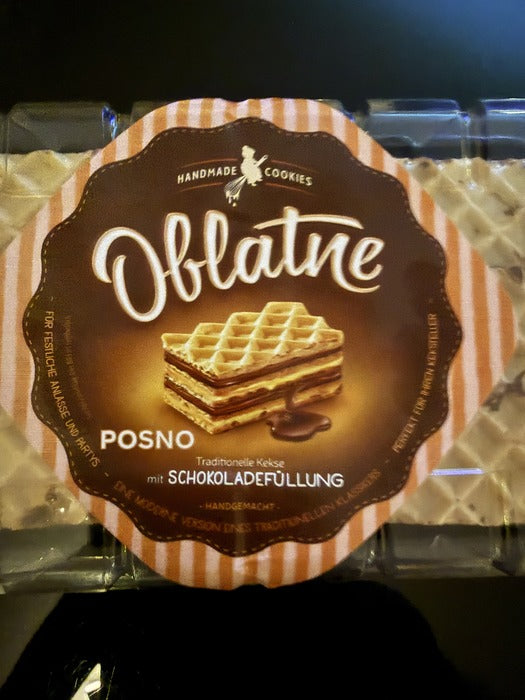 HANDMADE COOKIES
Oblatne
POSNO
Traditionelle Kekse
mit SCHOKOLADEFÜLLUNG
HANDGEMACHT
FÜR FESTLICHE ANLÄSSE UND PARTYS
EINE MODERNE VERSION EINES TRADITIONELLEN KLASSIKERS
PERFEKT FÜR IHREN KEKSTELLER